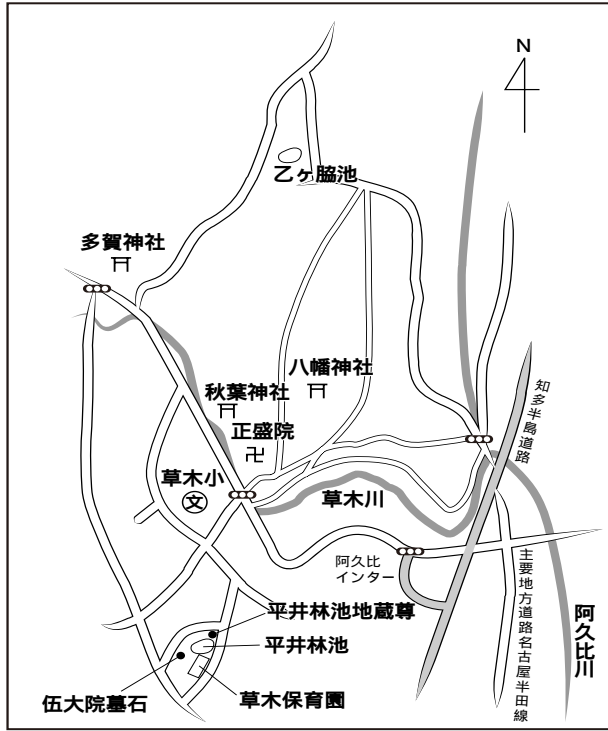 N
乙ヶ脇池
多賀神社
八幡神社
秋葉神社
正盛院
草木小
文
草木川
知多半島道路
阿久比
インター
主要地方道路名古屋半田線
阿久比川
平井林池地蔵尊
平井林池
伍大院墓石
草木保育園